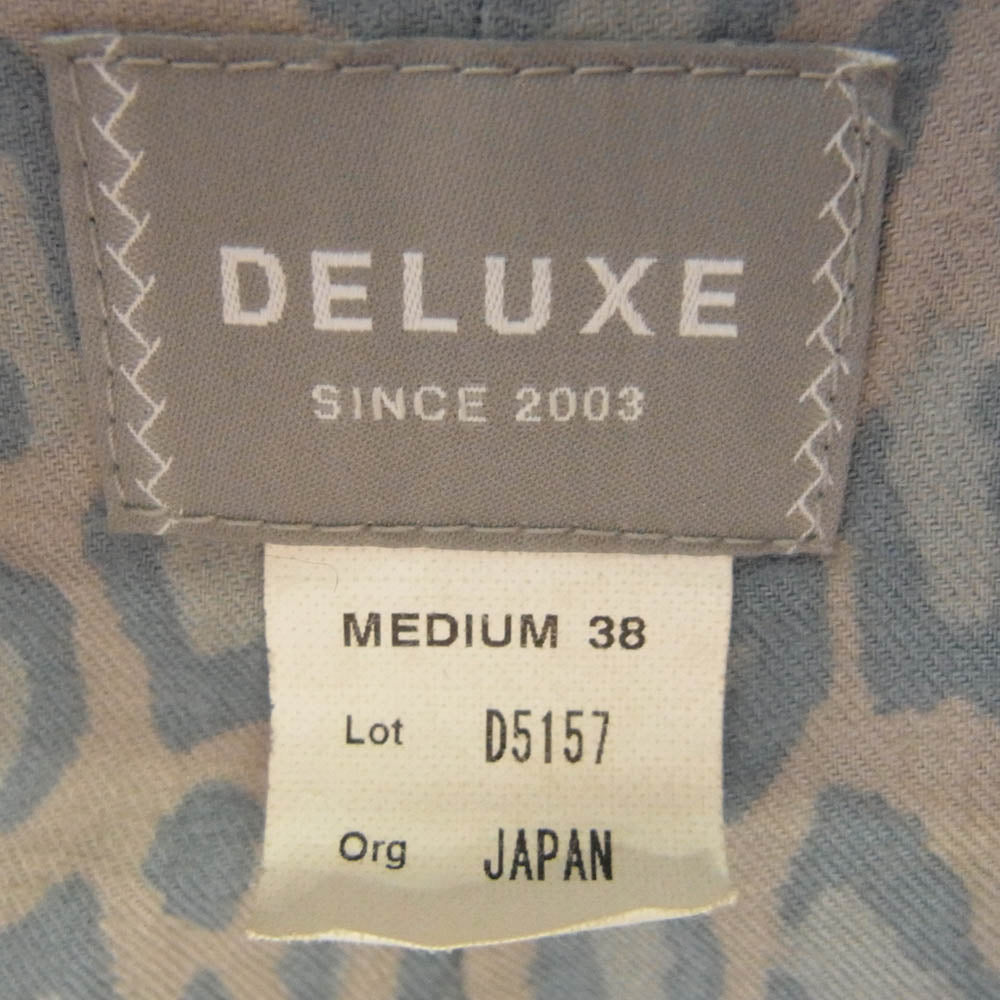 DELUXE
SINCE 2003
MEDIUM 38
Lot D5157
Org JAPAN